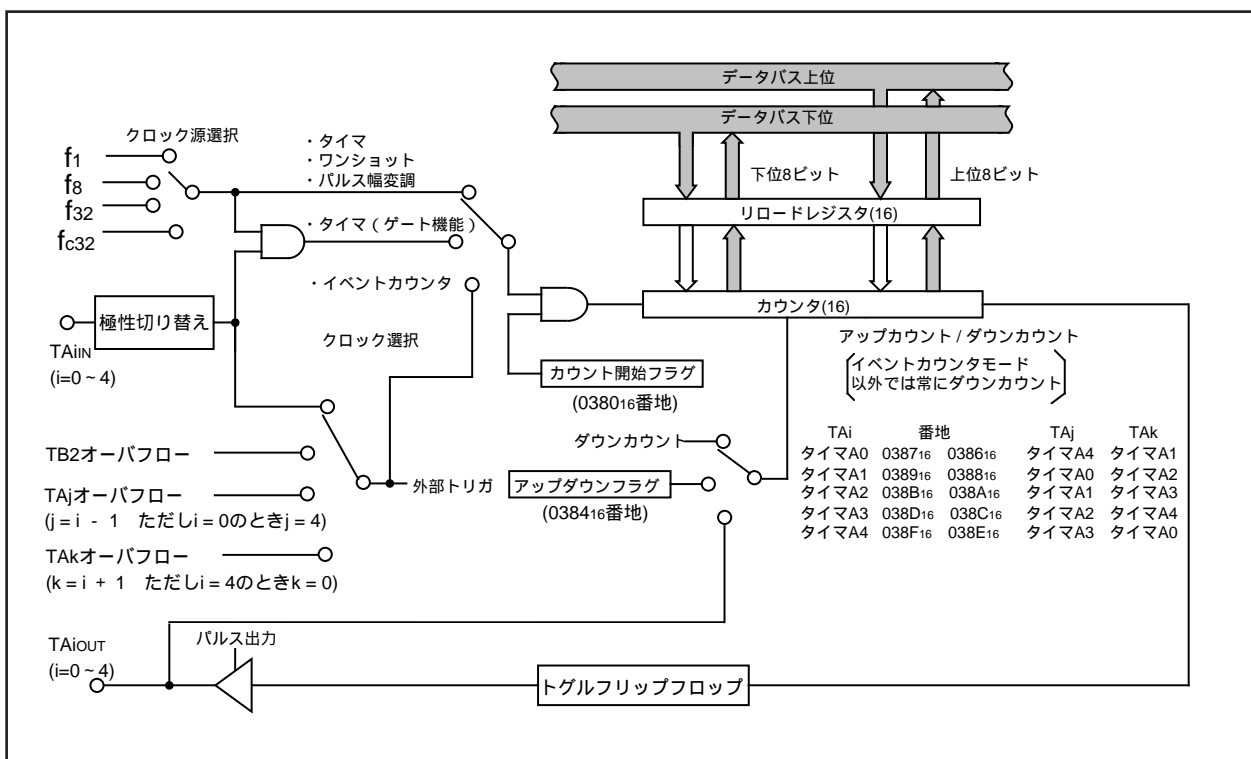 データバス上位
データバス下位
クロック源選択
f1
f8
f32
fc32
・タイマ
・ワンショット
・パルス幅変調
・タイマ（ゲート機能）
・イベントカウンタ
クロック選択
下位8ビット
上位8ビット
リロードレジスタ(16)
カウンタ(16)
アップカウント / ダウンカウント
イベントカウンタモード
以外では常にダウンカウント
極性切り替え
TAiIN
(i=0 ~ 4)
カウント開始フラグ
(038016番地)
TB2オーバフロー
TAjオーバフロー
(j = i - 1　ただしi = 0のときj = 4)
TAkオーバフロー
(k = i + 1　ただしi = 4のときk = 0)
外部トリガ
ダウンカウント
アップダウンフラグ
(038416番地)
TAi 番地 TAj TAk
タイマA0 038716 038616 タイマA4 タイマA1
タイマA1 038916 038816 タイマA0 タイマA2
タイマA2 038B16 038A16 タイマA1 タイマA3
タイマA3 038D16 038C16 タイマA2 タイマA4
タイマA4 038F16 038E16 タイマA3 タイマA0
TAiOUT
(i=0 ~ 4)
パルス出力
トグルフリップフロップ